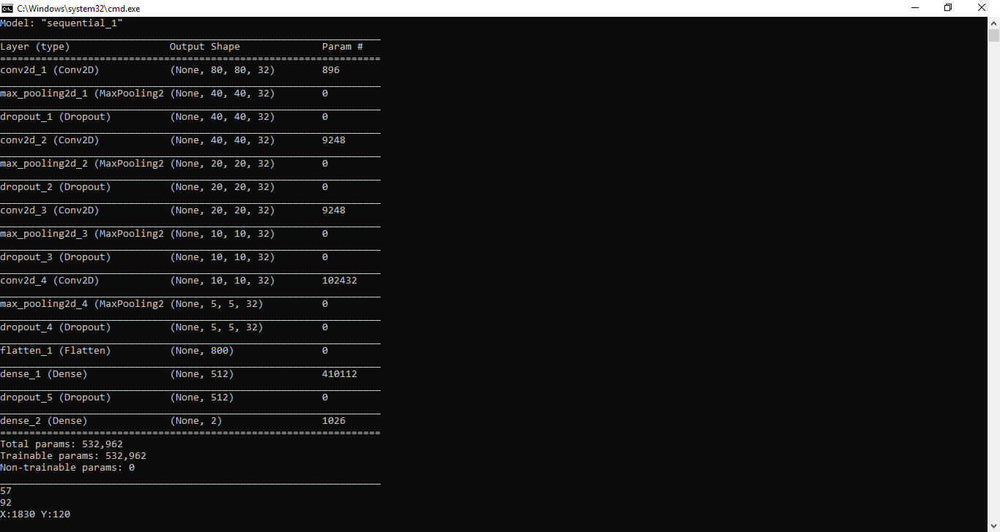 C:\Windows\system32\cmd.exe
Model: "sequential_1"
_________________________________________________________________
Layer (type)                 Output Shape              Param #
=================================================================
conv2d_1 (Conv2D)            (None, 80, 80, 32)        896
_________________________________________________________________
max_pooling2d_1 (MaxPooling2 (None, 40, 40, 32)        0
_________________________________________________________________
dropout_1 (Dropout)          (None, 40, 40, 32)        0
_________________________________________________________________
conv2d_2 (Conv2D)            (None, 40, 40, 32)        9248
_________________________________________________________________
max_pooling2d_2 (MaxPooling2 (None, 20, 20, 32)        0
_________________________________________________________________
dropout_2 (Dropout)          (None, 20, 20, 32)        0
_________________________________________________________________
conv2d_3 (Conv2D)            (None, 20, 20, 32)        9248
_________________________________________________________________
max_pooling2d_3 (MaxPooling2 (None, 10, 10, 32)        0
_________________________________________________________________
dropout_3 (Dropout)          (None, 10, 10, 32)        0
_________________________________________________________________
conv2d_4 (Conv2D)            (None, 10, 10, 32)        102432
_________________________________________________________________
max_pooling2d_4 (MaxPooling2 (None, 5, 5, 32)          0
_________________________________________________________________
dropout_4 (Dropout)          (None, 5, 5, 32)          0
_________________________________________________________________
flatten_1 (Flatten)          (None, 800)               0
_________________________________________________________________
dense_1 (Dense)              (None, 512)               410112
_________________________________________________________________
dropout_5 (Dropout)          (None, 512)               0
_________________________________________________________________
dense_2 (Dense)              (None, 2)                 1026
=================================================================
Total params: 532,962
Trainable params: 532,962
Non-trainable params: 0
_________________________________________________________________
57
92
X:1830 Y:120